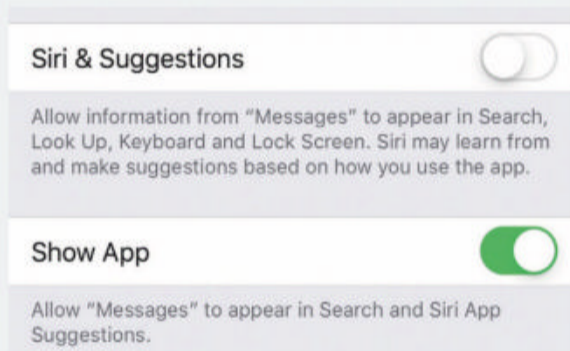 Siri & Suggestions
Allow information from “Messages” to appear in Search,
Look Up, Keyboard and Lock Screen. Siri may learn from
and make suggestions based on how you use the app.
Show App
Allow “Messages” to appear in Search and Siri App
Suggestions.